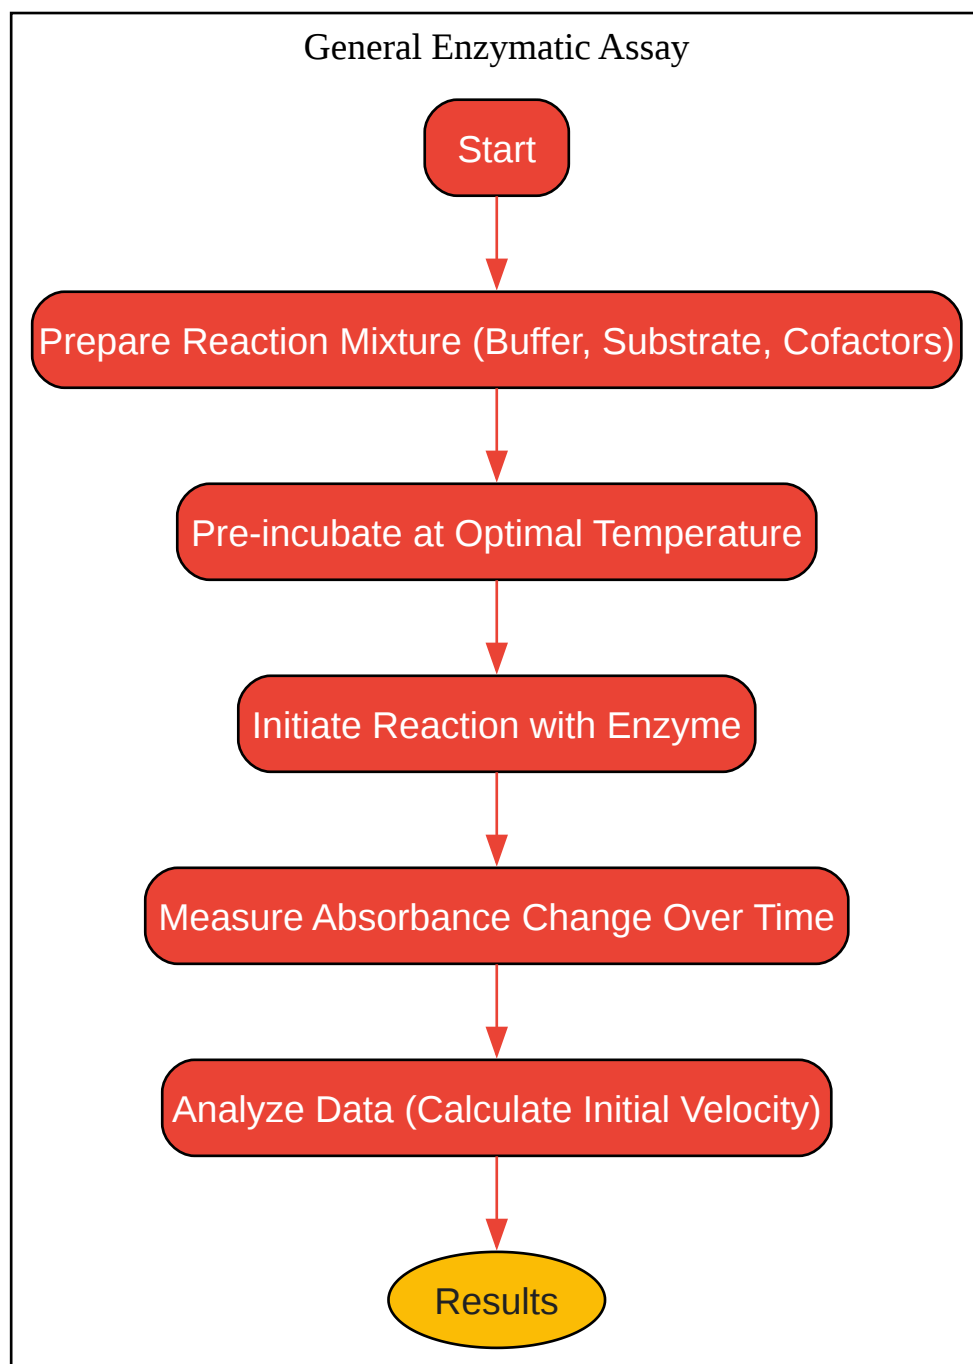 General Enzymatic Assay
Start
Prepare Reaction Mixture (Buffer, Substrate, Cofactors)
Pre-incubate at Optimal Temperature
Initiate Reaction with Enzyme
Measure Absorbance Change Over Time
Analyze Data (Calculate Initial Velocity)
Results